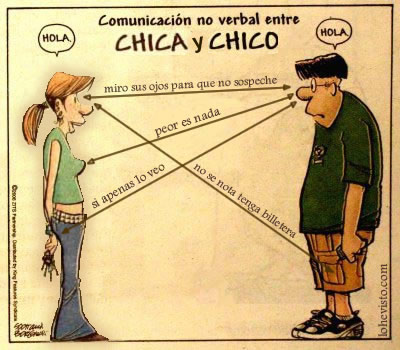 Comunicación no verbal entre
CHICA y CHICO
HOLA
HOLA
miro sus ojos para que no sospeche
peor es nada
si apenas lo veo
no se nota tenga billetera
lohevisto.com